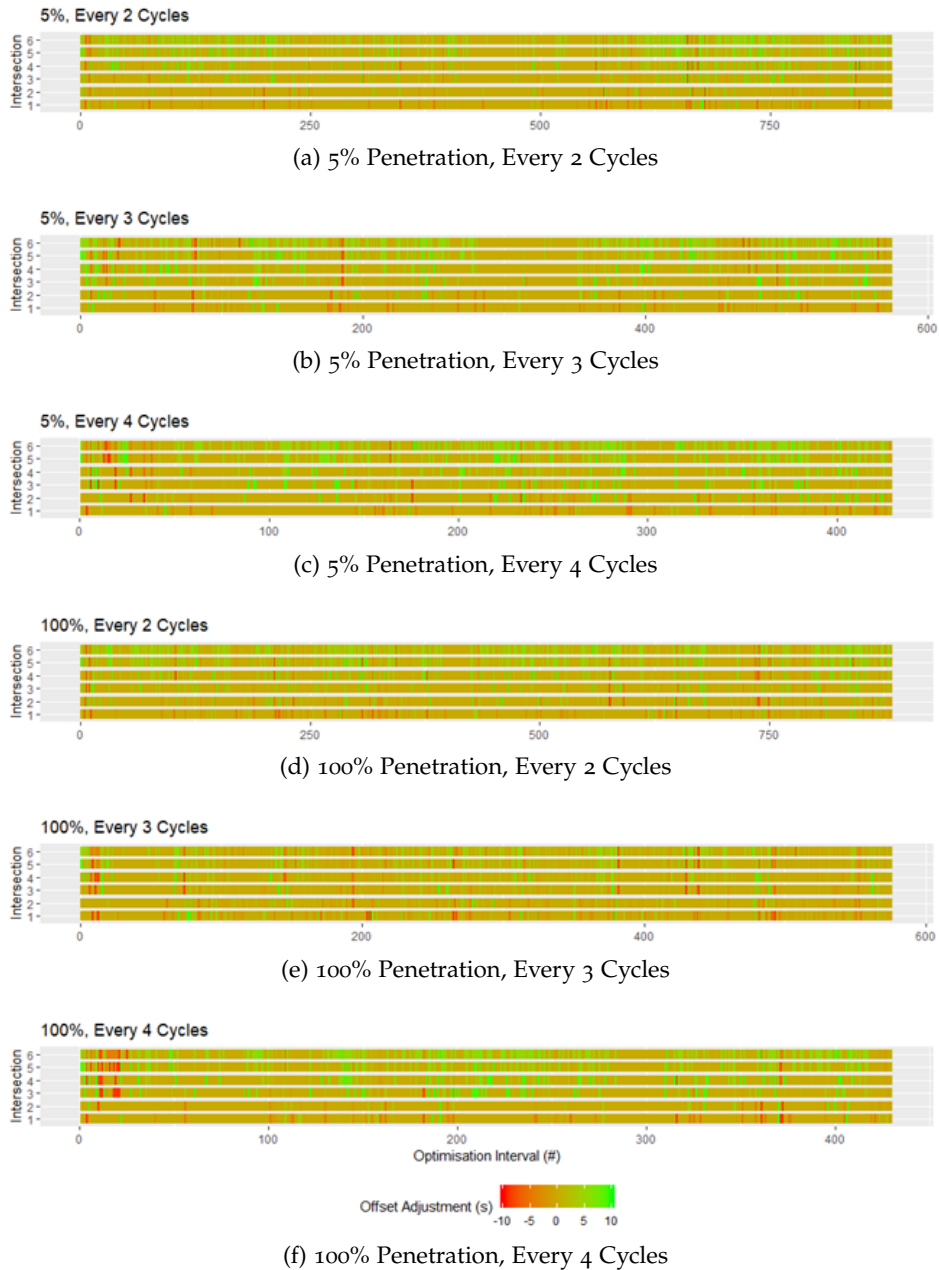 5%, Every 2 Cycles
Intersection
6
5
4
3
2
1
0 250 500 750
(a) 5% Penetration, Every 2 Cycles
5%, Every 3 Cycles
Intersection
6
5
4
3
2
1
0 200 400 600
(b) 5% Penetration, Every 3 Cycles
5%, Every 4 Cycles
Intersection
6
5
4
3
2
1
0 100 200 300 400
(c) 5% Penetration, Every 4 Cycles
100%, Every 2 Cycles
Intersection
6
5
4
3
2
1
0 250 500 750
(d) 100% Penetration, Every 2 Cycles
100%, Every 3 Cycles
Intersection
6
5
4
3
2
1
0 200 400 600
(e) 100% Penetration, Every 3 Cycles
100%, Every 4 Cycles
Intersection
6
5
4
3
2
1
0 100 200 300 400
Optimisation Interval (#)
Offset Adjustment (s)
-10 -5 0 5 10
(f) 100% Penetration, Every 4 Cycles